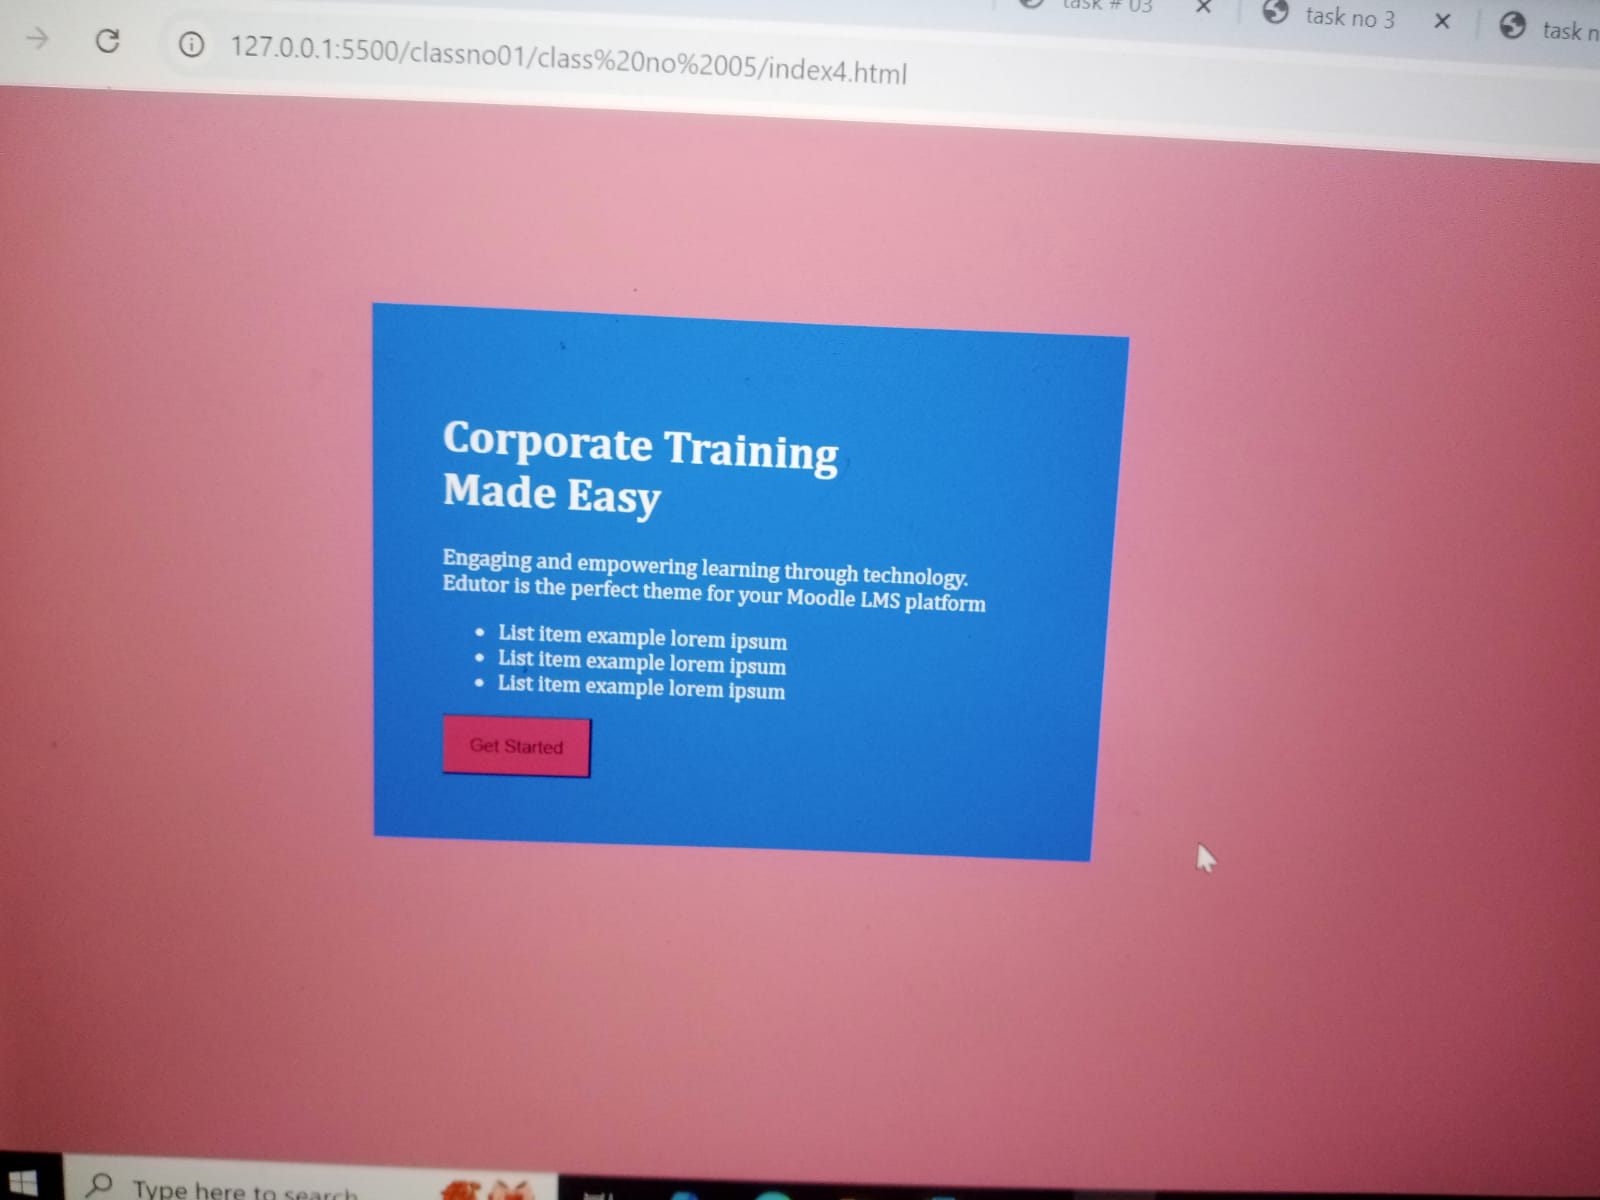 task # 03
task no 3
task n
127.0.0.1:5500/classno01/class%20no%2005/index4.html
Corporate Training
Made Easy
Engaging and empowering learning through technology.
Edutor is the perfect theme for your Moodle LMS platform
List item example lorem ipsum
List item example lorem ipsum
List item example lorem ipsum
Get Started
Type here to search